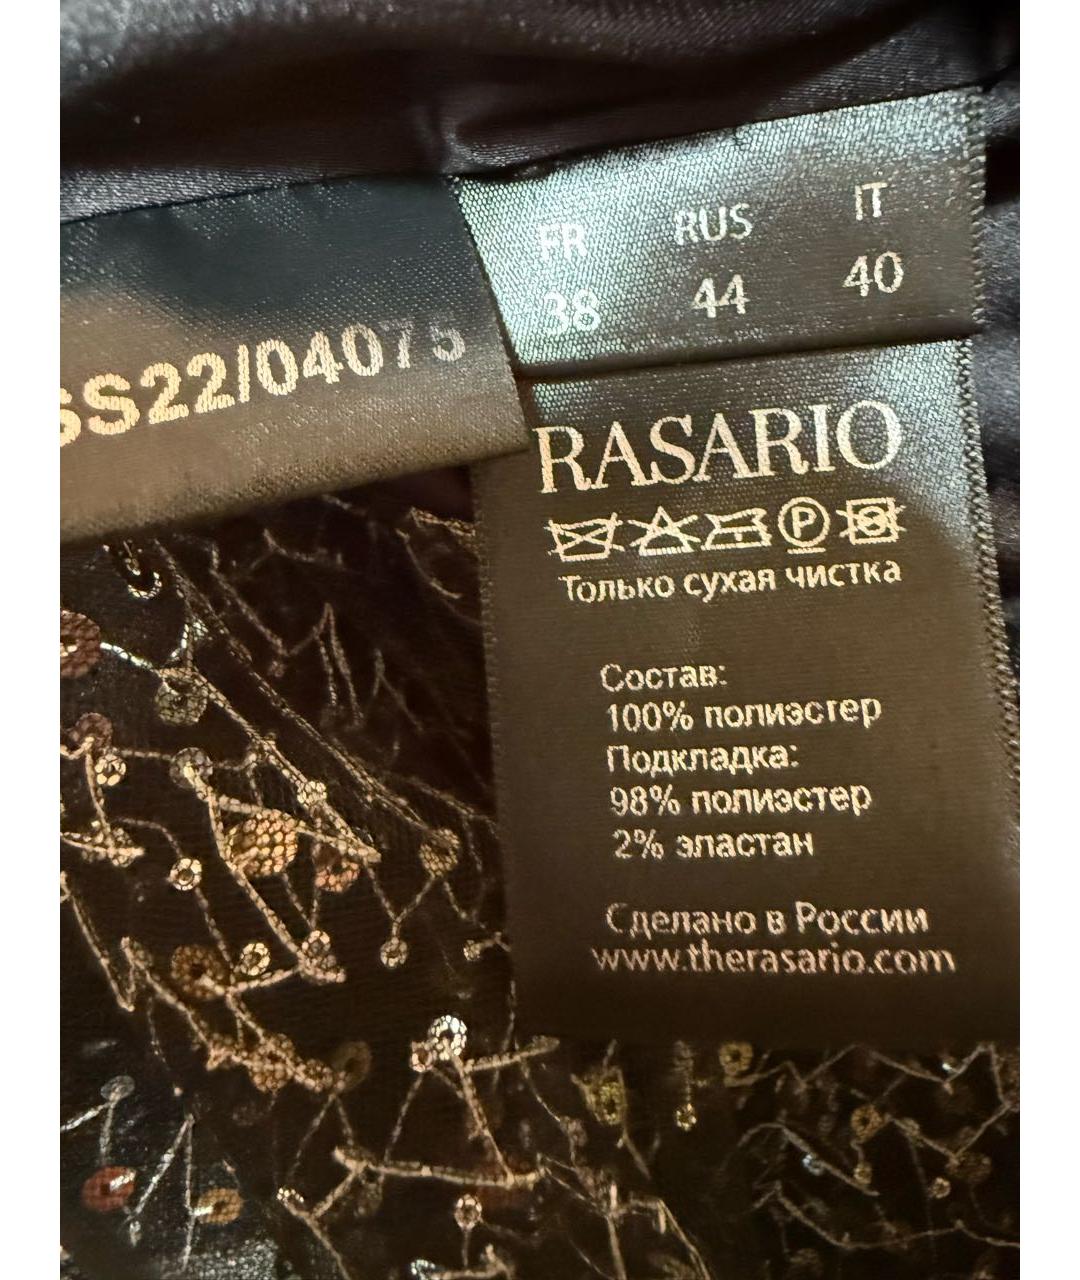 FR RUS IT
38 44 40
SS22/04075
RASARIO
P
Только сухая чистка
Состав:
100% полиэстер
Подкладка:
98% полиэстер
2% эластан
Сделано в России
www.therasario.com